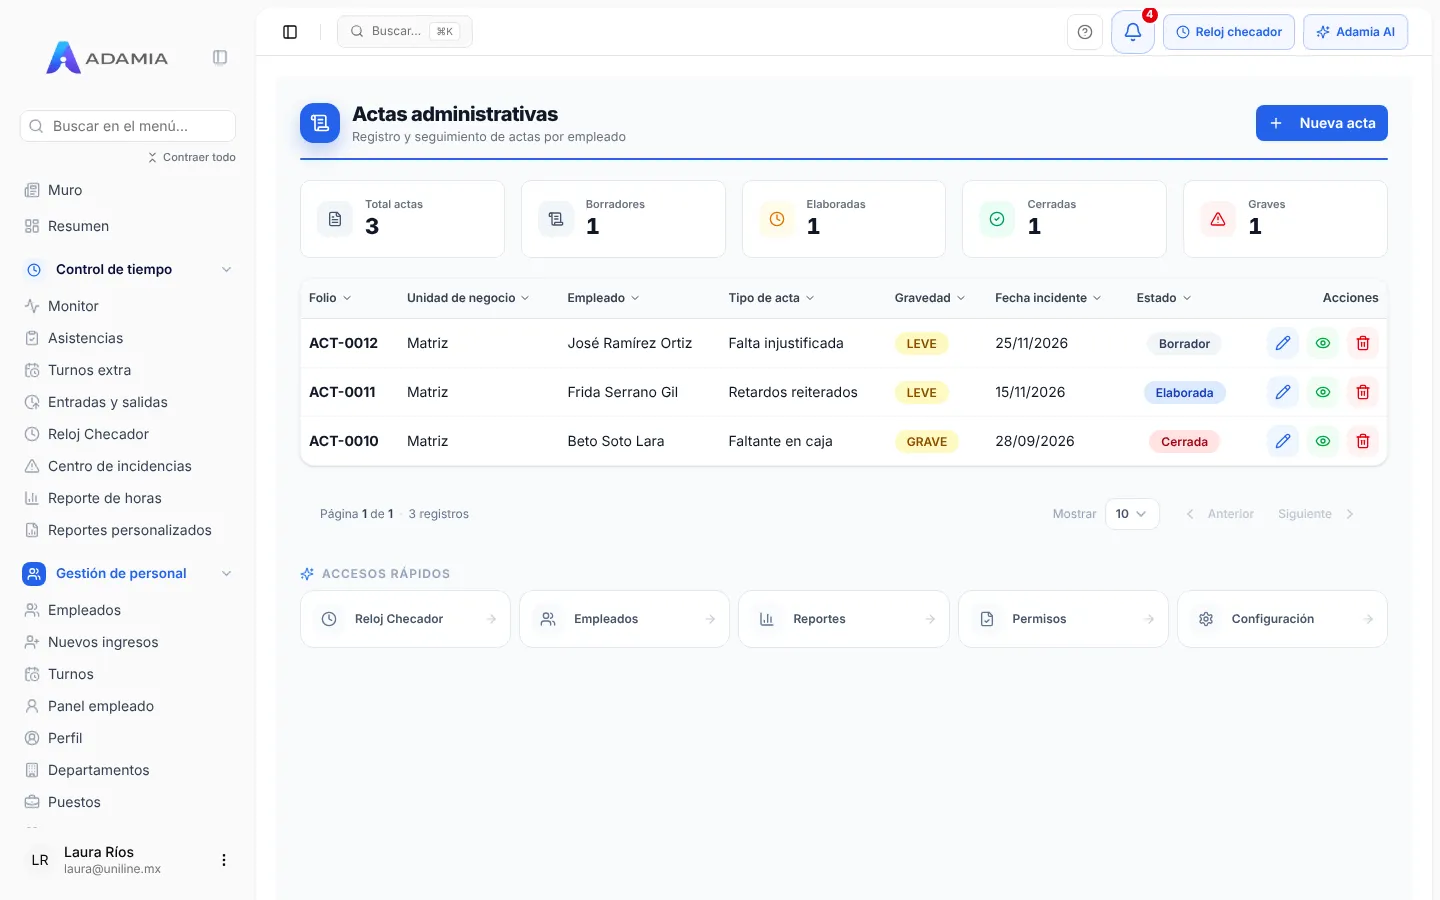 ADAMIA
Buscar en el menú...
Contraer todo
Muro
Resumen
Control de tiempo
Monitor
Asistencias
Turnos extra
Entradas y salidas
Reloj Checador
Centro de incidencias
Reporte de horas
Reportes personalizados
Gestión de personal
Empleados
Nuevos ingresos
Turnos
Panel empleado
Perfil
Departamentos
Puestos
LR
Laura Ríos
laura@uniline.mx
Buscar... ⌘K
4
Reloj checador
Adamia AI
Actas administrativas
Registro y seguimiento de actas por empleado
+ Nueva acta
Total actas
3
Borradores
1
Elaboradas
1
Cerradas
1
Graves
1
Folio Unidad de negocio Empleado Tipo de acta Gravedad Fecha incidente Estado Acciones
ACT-0012 Matriz José Ramírez Ortiz Falta injustificada LEVE 25/11/2026 Borrador
ACT-0011 Matriz Frida Serrano Gil Retardos reiterados LEVE 15/11/2026 Elaborada
ACT-0010 Matriz Beto Soto Lara Faltante en caja GRAVE 28/09/2026 Cerrada
Página 1 de 1 · 3 registros
Mostrar 10 Anterior Siguiente
ACCESOS RÁPIDOS
Reloj Checador
Empleados
Reportes
Permisos
Configuración